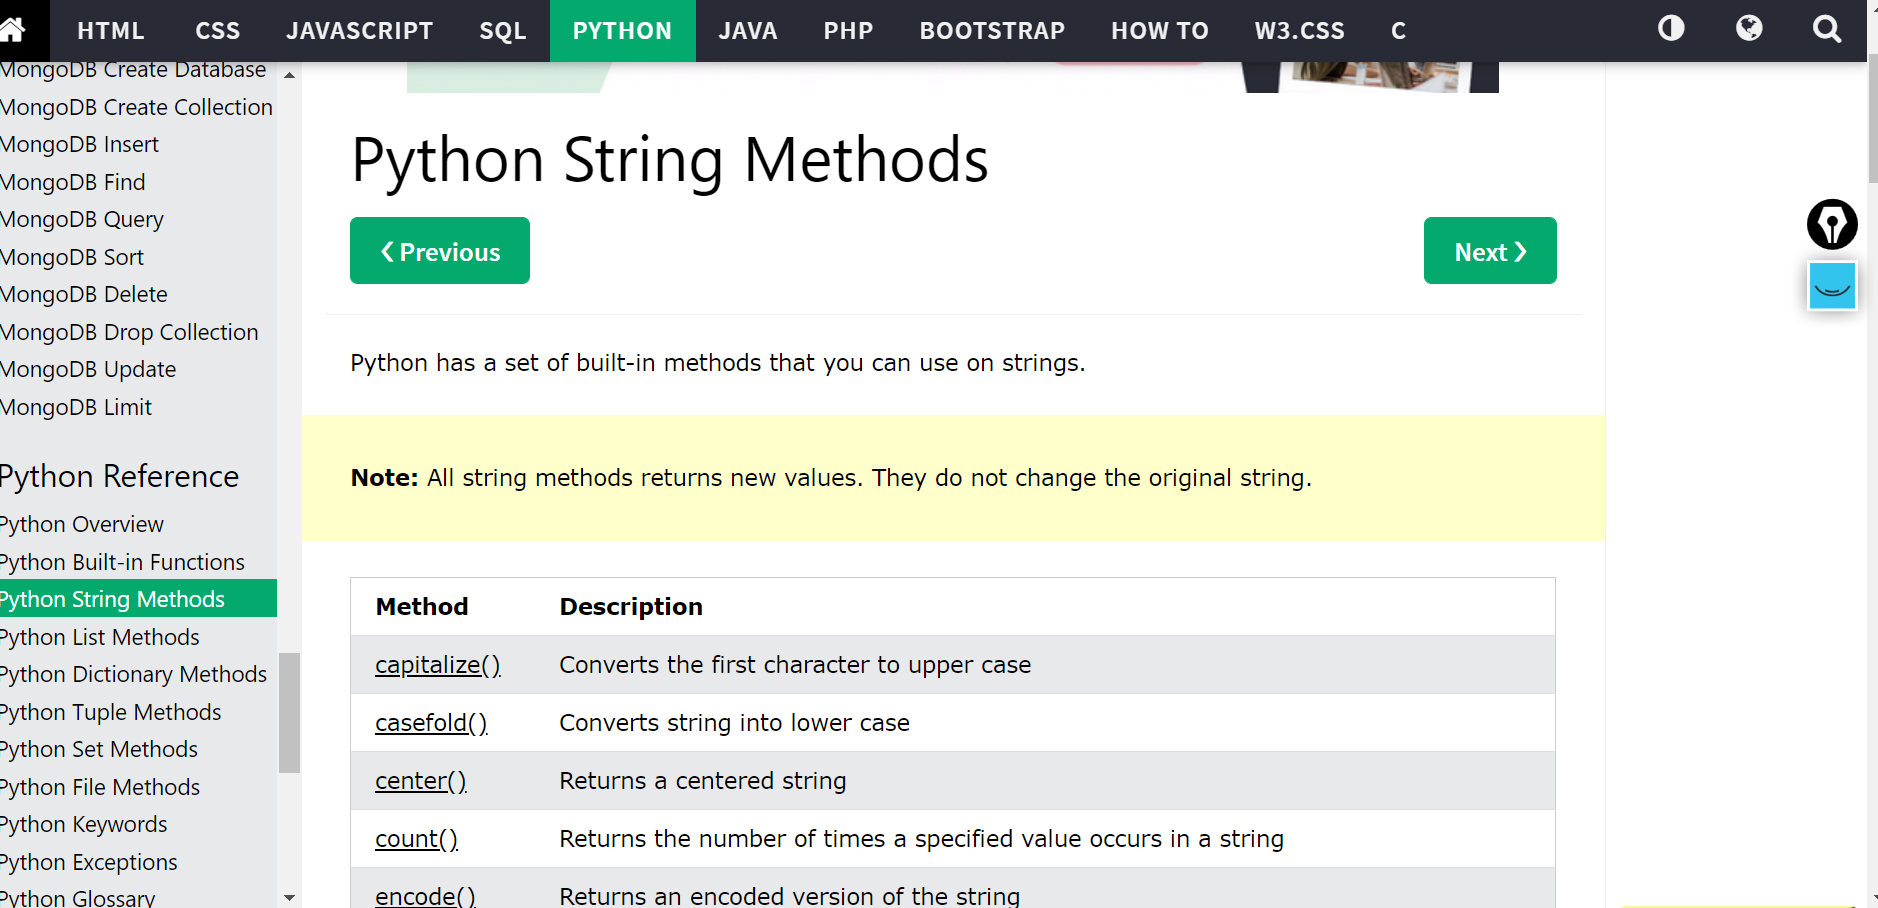 HTML CSS JAVASCRIPT SQL PYTHON JAVA PHP BOOTSTRAP HOW TO W3.CSS C
MongoDB Create Database
MongoDB Create Collection
MongoDB Insert
MongoDB Find
MongoDB Query
MongoDB Sort
MongoDB Delete
MongoDB Drop Collection
MongoDB Update
MongoDB Limit
Python Reference
Python Overview
Python Built-in Functions
Python String Methods
Python List Methods
Python Dictionary Methods
Python Tuple Methods
Python Set Methods
Python File Methods
Python Keywords
Python Exceptions
Python Glossary
Python String Methods
❮ Previous
Next ❯
Python has a set of built-in methods that you can use on strings.
Note: All string methods returns new values. They do not change the original string.
Method Description
capitalize() Converts the first character to upper case
casefold() Converts string into lower case
center() Returns a centered string
count() Returns the number of times a specified value occurs in a string
encode() Returns an encoded version of the string